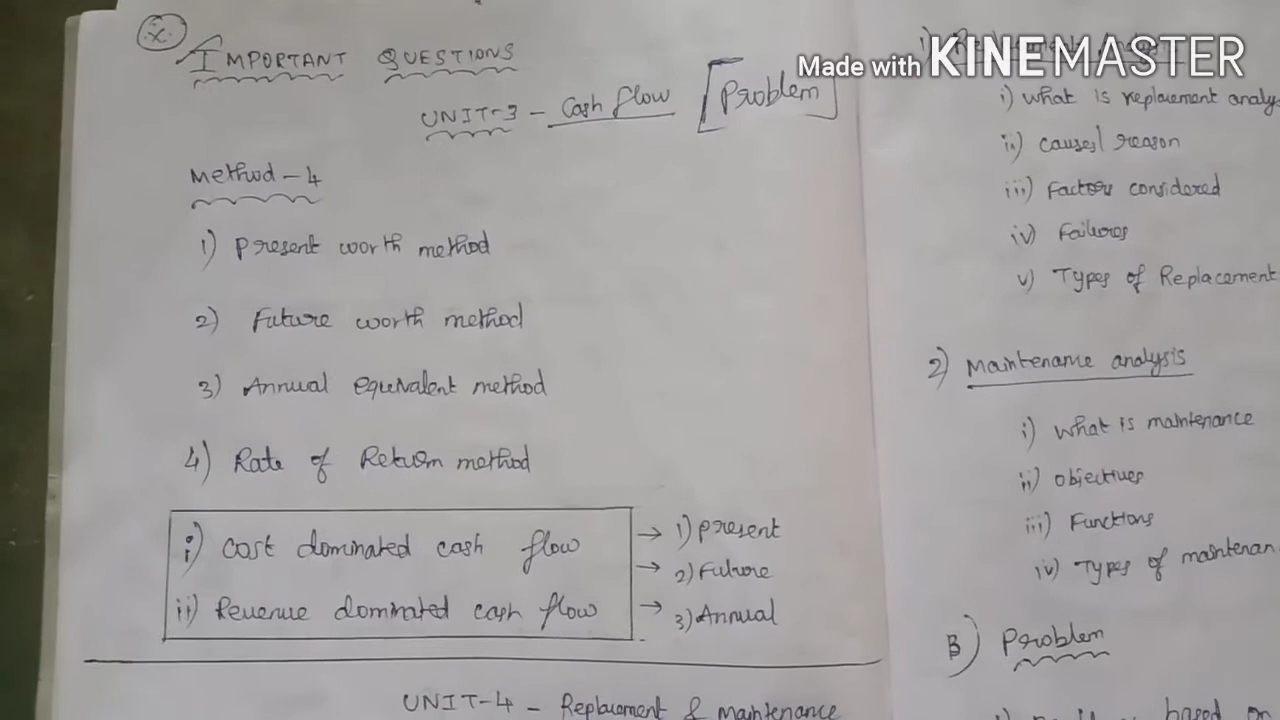 X.
IMPORTANT QUESTIONS
UNIT-3 - Cash flow [Problem]
Method-4
1) Present worth method
2) Future worth method
3) Annual equivalent method
4) Rate of Return method
i) Cost dominated cash flow
ii) Revenue dominated cash flow
→ 1) Present
→ 2) Future
→ 3) Annual
UNIT-4 - Replacement & Maintenance
Made with KINEMASTER
1)
i) What is replacement analys
ii) causes / reason
iii) Factors considered
iv) Failures
v) Types of Replacement
2) Maintenance analysis
i) What is maintenance
ii) objectives
iii) Functions
iv) Types of maintenan
B) Problem
based on